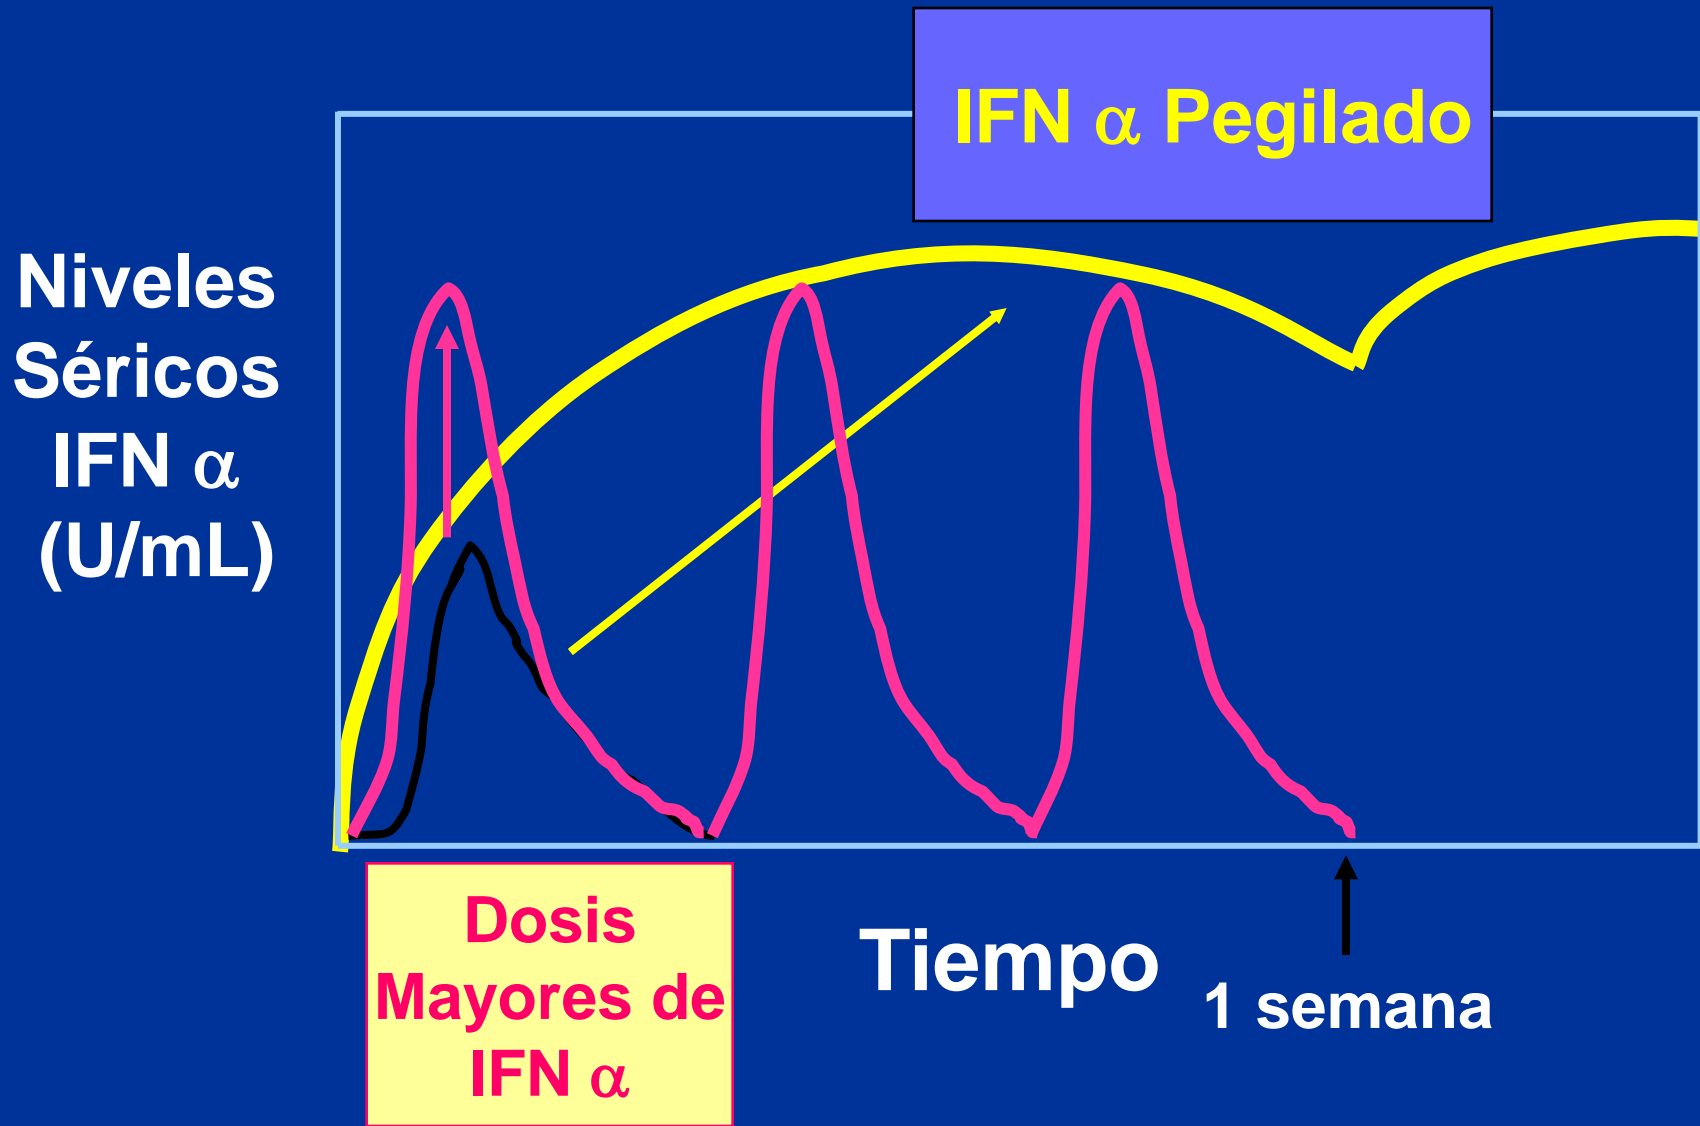 IFN α Pegilado
Niveles
Séricos
IFN α
(U/mL)
Dosis
Mayores de
IFN α
Tiempo
1 semana